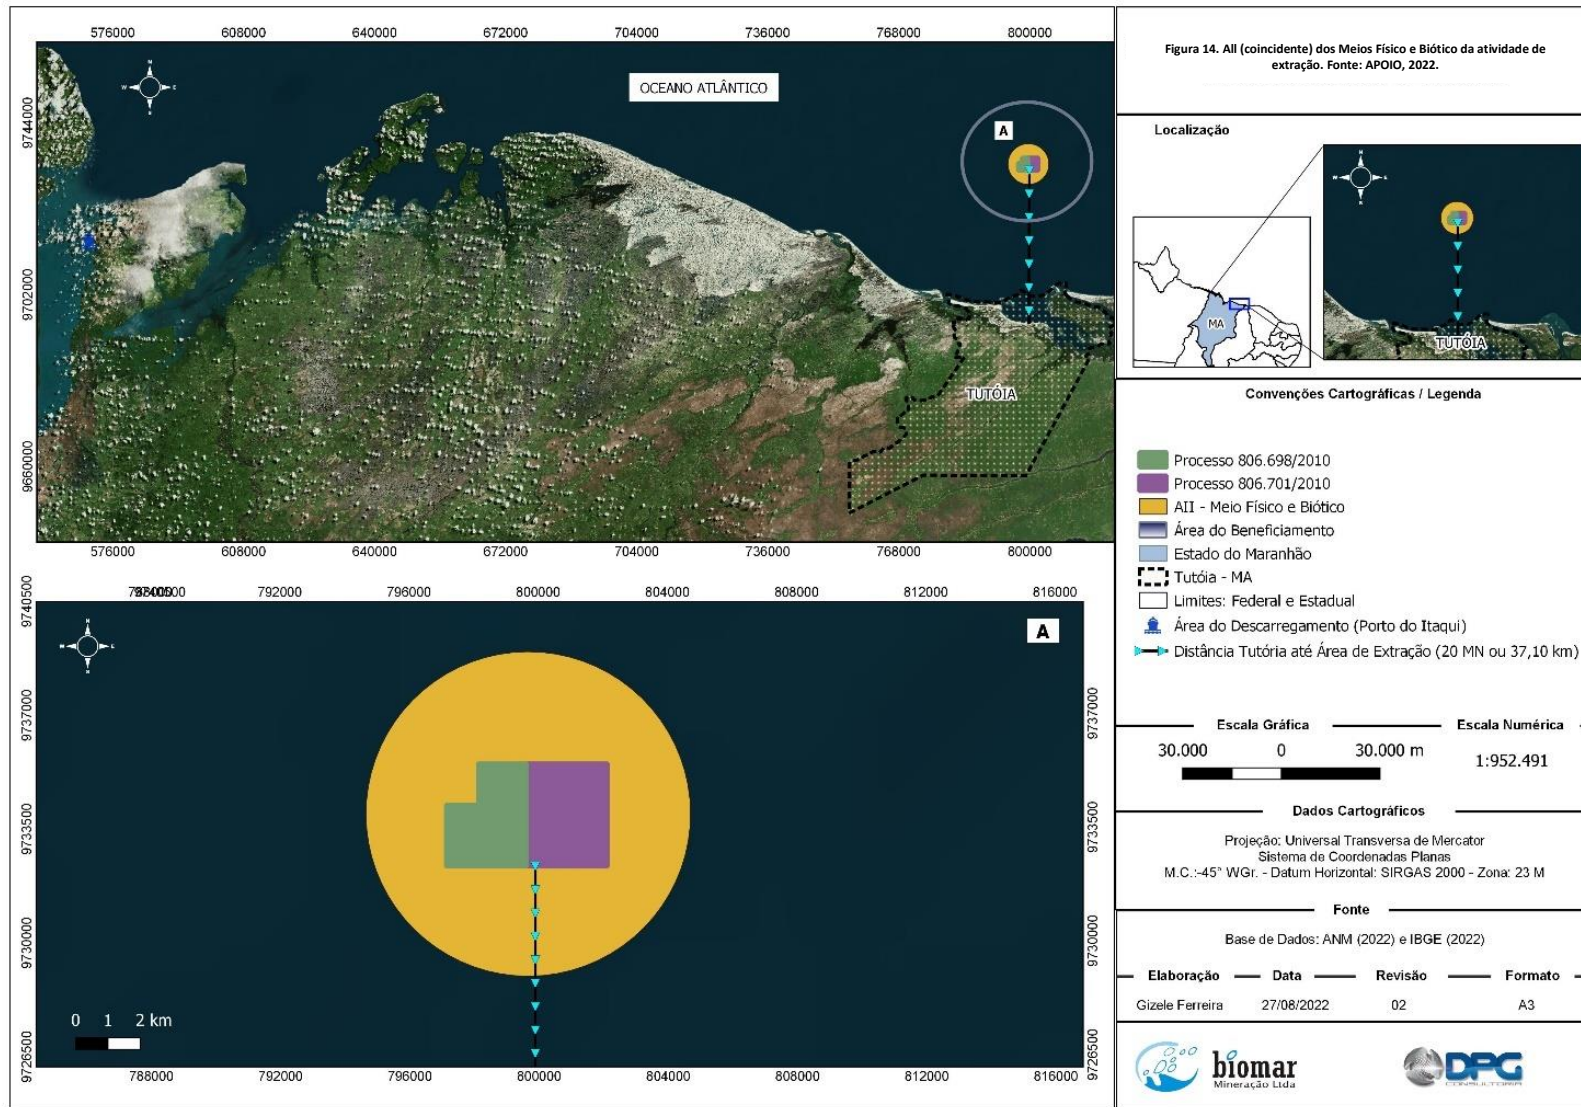 576000 608000 640000 672000 704000 736000 768000 800000
9744000
9702000
9660000
OCEANO ATLÂNTICO
A
TUTÓIA
576000 608000 640000 672000 704000 736000 768000 800000
792000 796000 800000 804000 808000 812000 816000
9740500
9737000
9733500
9730000
9726500
A
9737000
9733500
9730000
9726500
0 1 2 km
788000 792000 796000 800000 804000 808000 812000 816000
Figura 14. AII (coincidente) dos Meios Físico e Biótico da atividade de
extração. Fonte: APOIO, 2022.
Localização
MA
TUTÓIA
Convenções Cartográficas / Legenda
Processo 806.698/2010
Processo 806.701/2010
AII - Meio Físico e Biótico
Área do Beneficiamento
Estado do Maranhão
Tutóia - MA
Limites: Federal e Estadual
Área do Descarregamento (Porto do Itaqui)
Distância Tutória até Área de Extração (20 MN ou 37,10 km)
Escala Gráfica Escala Numérica
30.000 0 30.000 m
1:952.491
Dados Cartográficos
Projeção: Universal Transversa de Mercator
Sistema de Coordenadas Planas
M.C.:-45° WGr. - Datum Horizontal: SIRGAS 2000 - Zona: 23 M
Fonte
Base de Dados: ANM (2022) e IBGE (2022)
Elaboração Data Revisão Formato
Gizele Ferreira 27/08/2022 02 A3
biomar
Mineração Ltda
DPG
CONSULTORIA